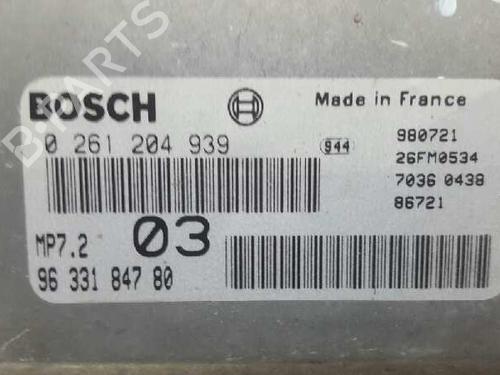 B-PARTS
BOSCH
Made in France
0 261 204 939
944
980721
26FM0534
7036 0438
86721
MP7.2
03
96 331 847 80